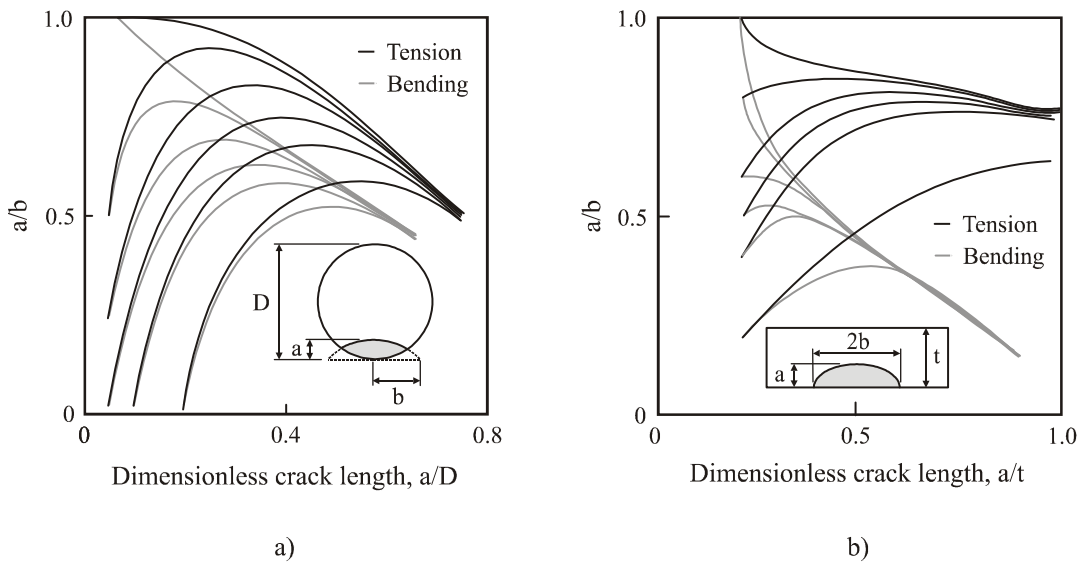 1.0
0.5
0
a/b
Tension
Bending
D
a
b
0
0.4
0.8
Dimensionless crack length, a/D
a)
1.0
0.5
0
a/b
Tension
Bending
2b
t
a
0
0.5
1.0
Dimensionless crack length, a/t
b)